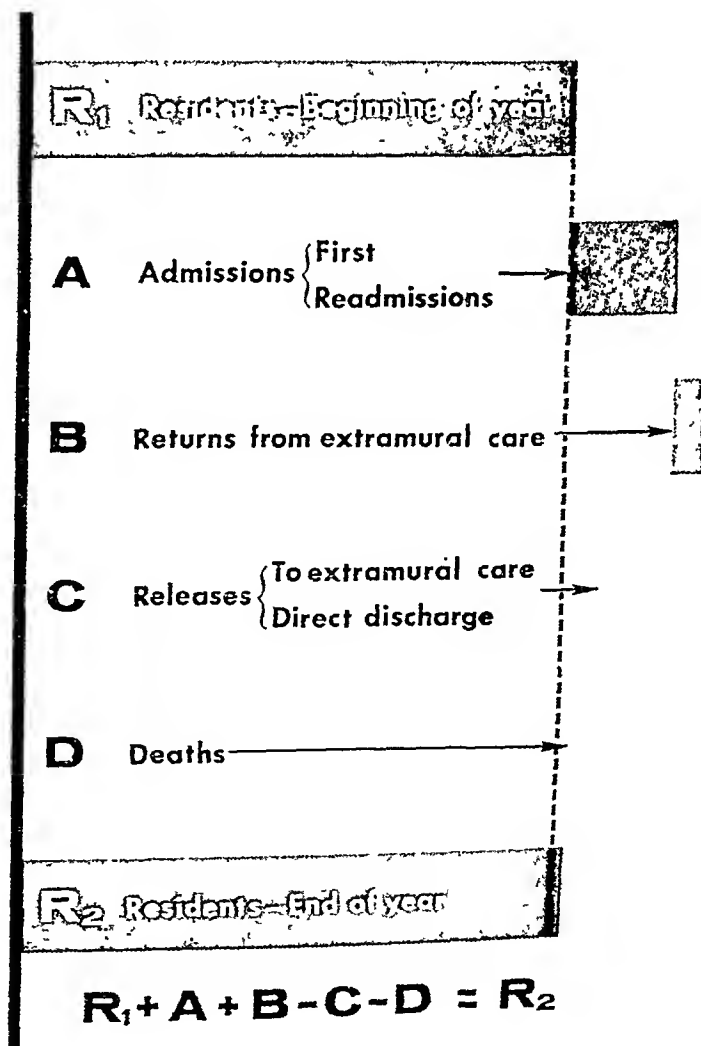 R1 Residents–Beginning of year
A Admissions { First
Readmissions
B Returns from extramural care
C Releases { To extramural care
Direct discharge
D Deaths
R2 Residents–End of year
R1 + A + B – C – D = R2